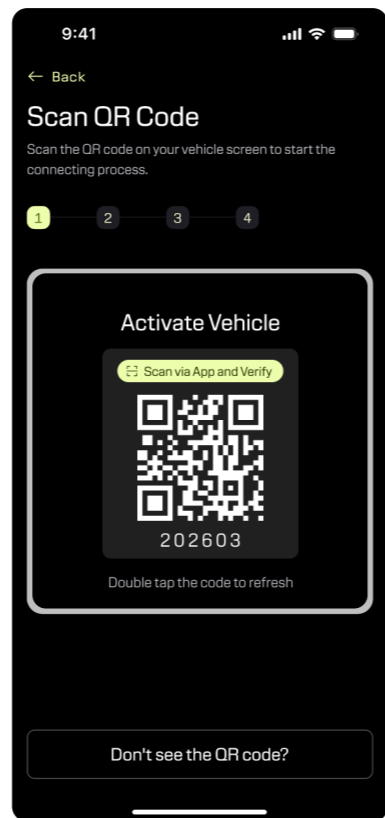 9:41
← Back
Scan QR Code
Scan the QR code on your vehicle screen to start the
connecting process.
1 2 3 4
Activate Vehicle
Scan via App and Verify
202603
Double tap the code to refresh
Don't see the QR code?